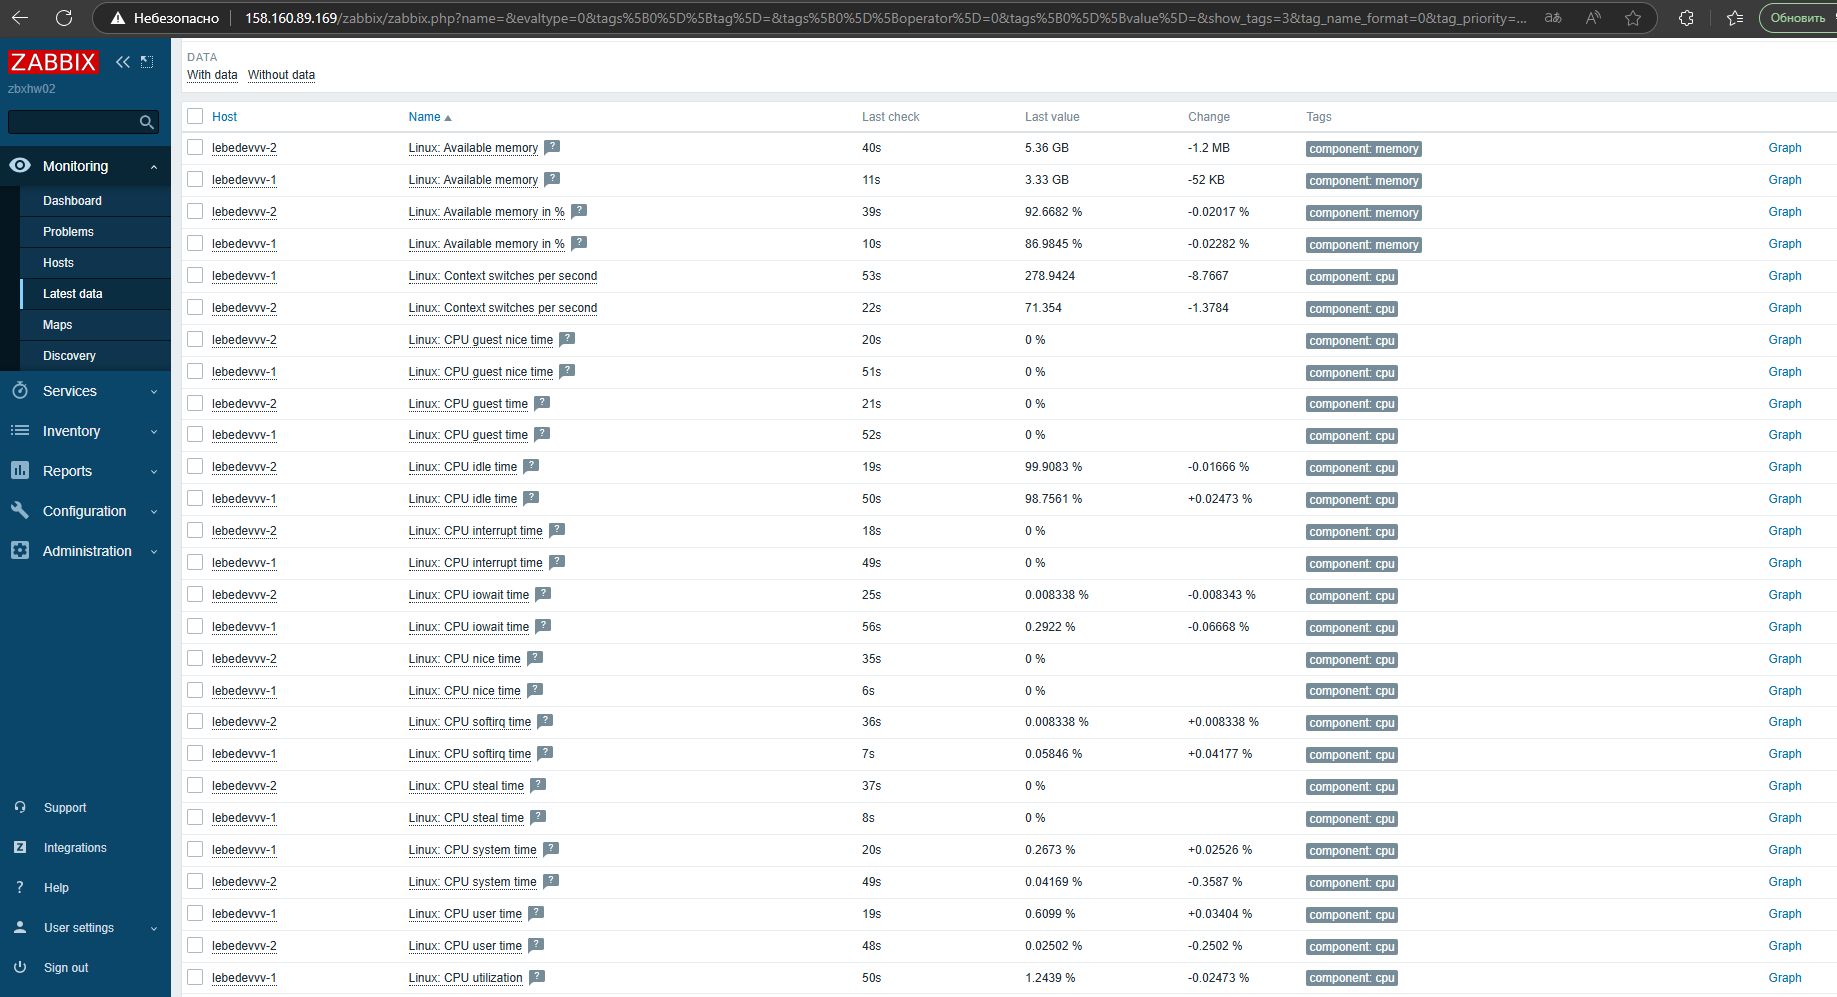 Небезопасно 158.160.89.169/zabbix/zabbix.php?name=&evaltype=0&tags%5B0%5D%5Btag%5D=&tags%5B0%5D%5Boperator%5D=0&tags%5B0%5D%5Bvalue%5D=&show_tags=3&tag_name_format=0&tag_priority=... Обновить
ZABBIX
zbxhw02
Monitoring
Dashboard
Problems
Hosts
Latest data
Maps
Discovery
Services
Inventory
Reports
Configuration
Administration
Support
Integrations
Help
User settings
Sign out
DATA
With data Without data
Host Name Last check Last value Change Tags
lebedevvv-2 Linux: Available memory ? 40s 5.36 GB -1.2 MB component: memory Graph
lebedevvv-1 Linux: Available memory ? 11s 3.33 GB -52 KB component: memory Graph
lebedevvv-2 Linux: Available memory in % ? 39s 92.6682 % -0.02017 % component: memory Graph
lebedevvv-1 Linux: Available memory in % ? 10s 86.9845 % -0.02282 % component: memory Graph
lebedevvv-1 Linux: Context switches per second 53s 278.9424 -8.7667 component: cpu Graph
lebedevvv-2 Linux: Context switches per second 22s 71.354 -1.3784 component: cpu Graph
lebedevvv-2 Linux: CPU guest nice time ? 20s 0 % component: cpu Graph
lebedevvv-1 Linux: CPU guest nice time ? 51s 0 % component: cpu Graph
lebedevvv-2 Linux: CPU guest time ? 21s 0 % component: cpu Graph
lebedevvv-1 Linux: CPU guest time ? 52s 0 % component: cpu Graph
lebedevvv-2 Linux: CPU idle time ? 19s 99.9083 % -0.01666 % component: cpu Graph
lebedevvv-1 Linux: CPU idle time ? 50s 98.7561 % +0.02473 % component: cpu Graph
lebedevvv-2 Linux: CPU interrupt time ? 18s 0 % component: cpu Graph
lebedevvv-1 Linux: CPU interrupt time ? 49s 0 % component: cpu Graph
lebedevvv-2 Linux: CPU iowait time ? 25s 0.008338 % -0.008343 % component: cpu Graph
lebedevvv-1 Linux: CPU iowait time ? 56s 0.2922 % -0.06668 % component: cpu Graph
lebedevvv-2 Linux: CPU nice time ? 35s 0 % component: cpu Graph
lebedevvv-1 Linux: CPU nice time ? 6s 0 % component: cpu Graph
lebedevvv-2 Linux: CPU softirq time ? 36s 0.008338 % +0.008338 % component: cpu Graph
lebedevvv-1 Linux: CPU softirq time ? 7s 0.05846 % +0.04177 % component: cpu Graph
lebedevvv-2 Linux: CPU steal time ? 37s 0 % component: cpu Graph
lebedevvv-1 Linux: CPU steal time ? 8s 0 % component: cpu Graph
lebedevvv-1 Linux: CPU system time ? 20s 0.2673 % +0.02526 % component: cpu Graph
lebedevvv-2 Linux: CPU system time ? 49s 0.04169 % -0.3587 % component: cpu Graph
lebedevvv-1 Linux: CPU user time ? 19s 0.6099 % +0.03404 % component: cpu Graph
lebedevvv-2 Linux: CPU user time ? 48s 0.02502 % -0.2502 % component: cpu Graph
lebedevvv-1 Linux: CPU utilization ? 50s 1.2439 % -0.02473 % component: cpu Graph